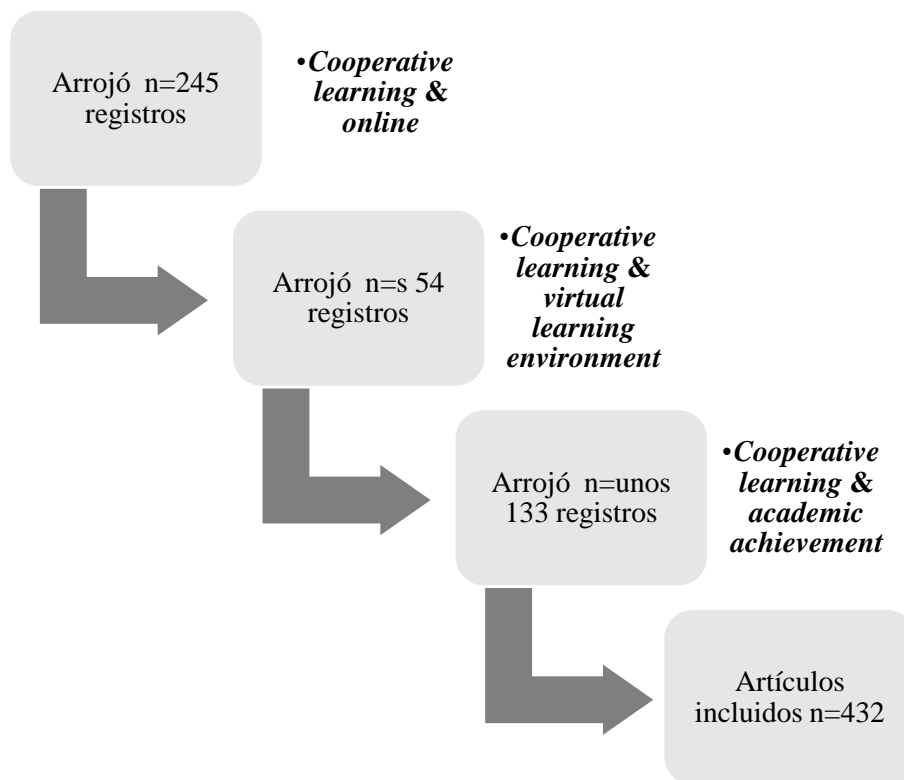 Arrojó n=245
registros
•Cooperative
learning &
online
Arrojó n=s 54
registros
•Cooperative
learning &
virtual
learning
environment
Arrojó n=unos
133 registros
•Cooperative
learning &
academic
achievement
Artículos
incluidos n=432